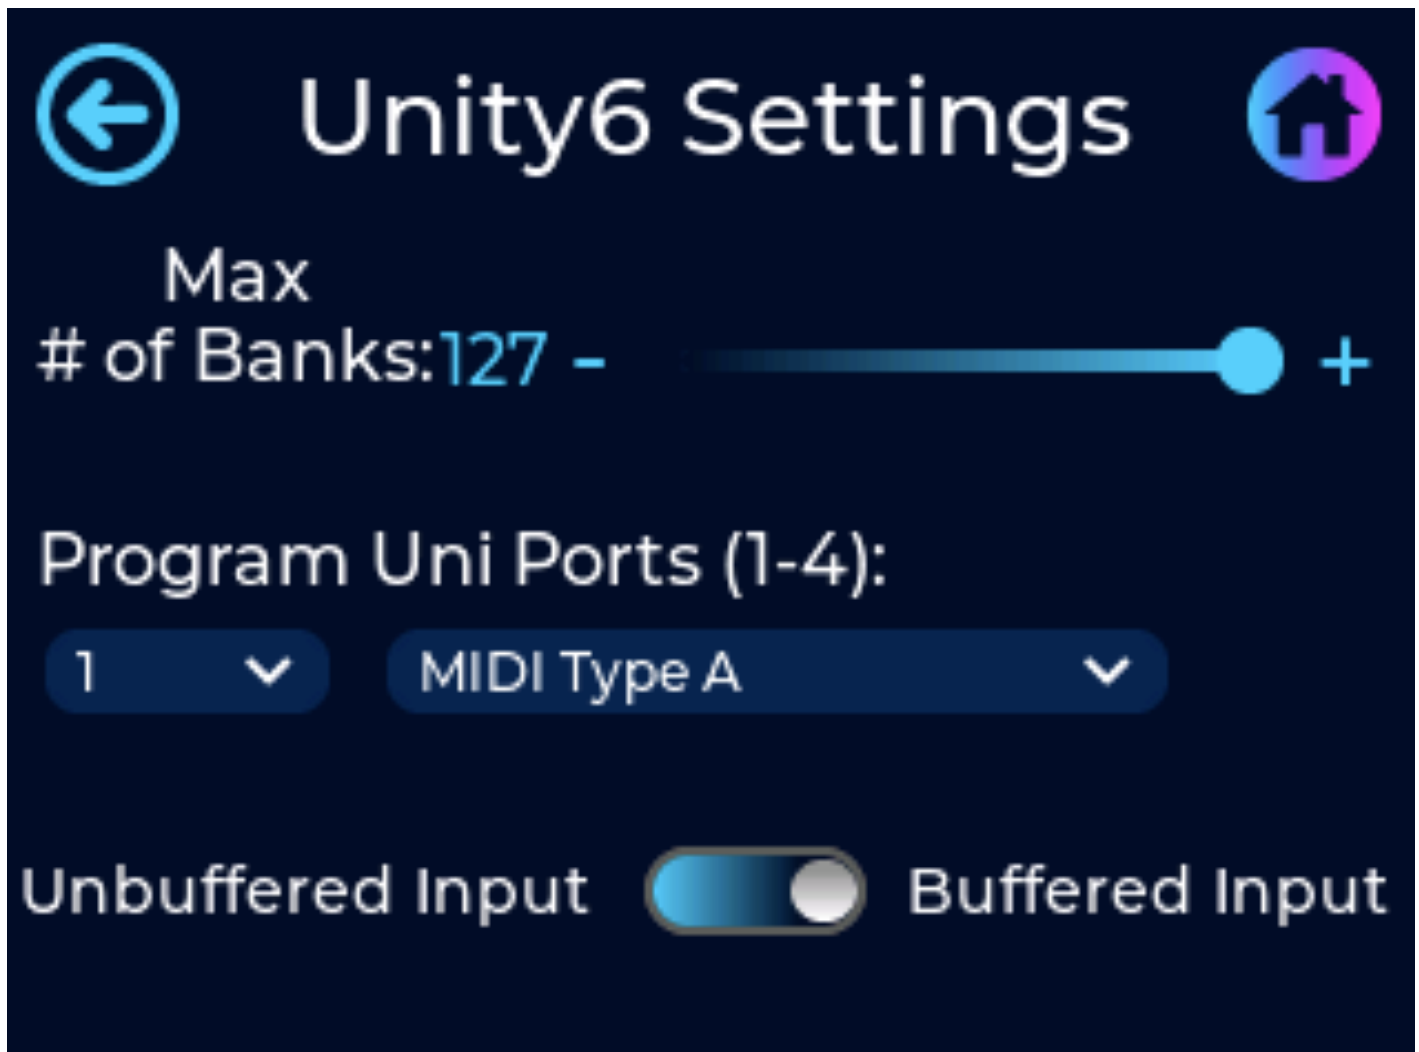 Unity6 Settings
Max
# of Banks: 127 - +
Program Uni Ports (1-4):
1 MIDI Type A
Unbuffered Input Buffered Input